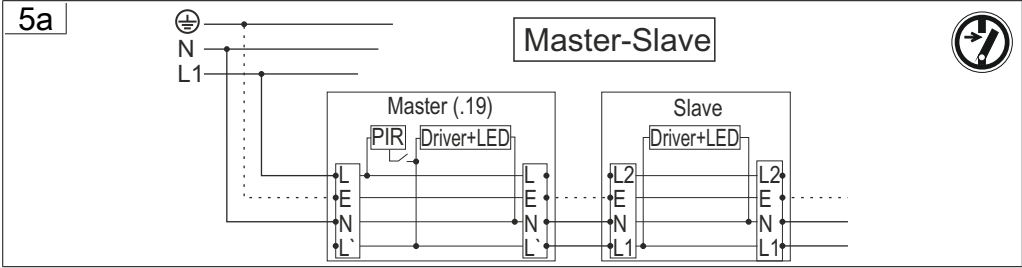 5a
Master-Slave
N
L1
Master (.19)
PIR
Driver+LED
L
E
N
L`
L
E
N
L`
Slave
Driver+LED
L2
E
N
L1
L2
E
N
L1